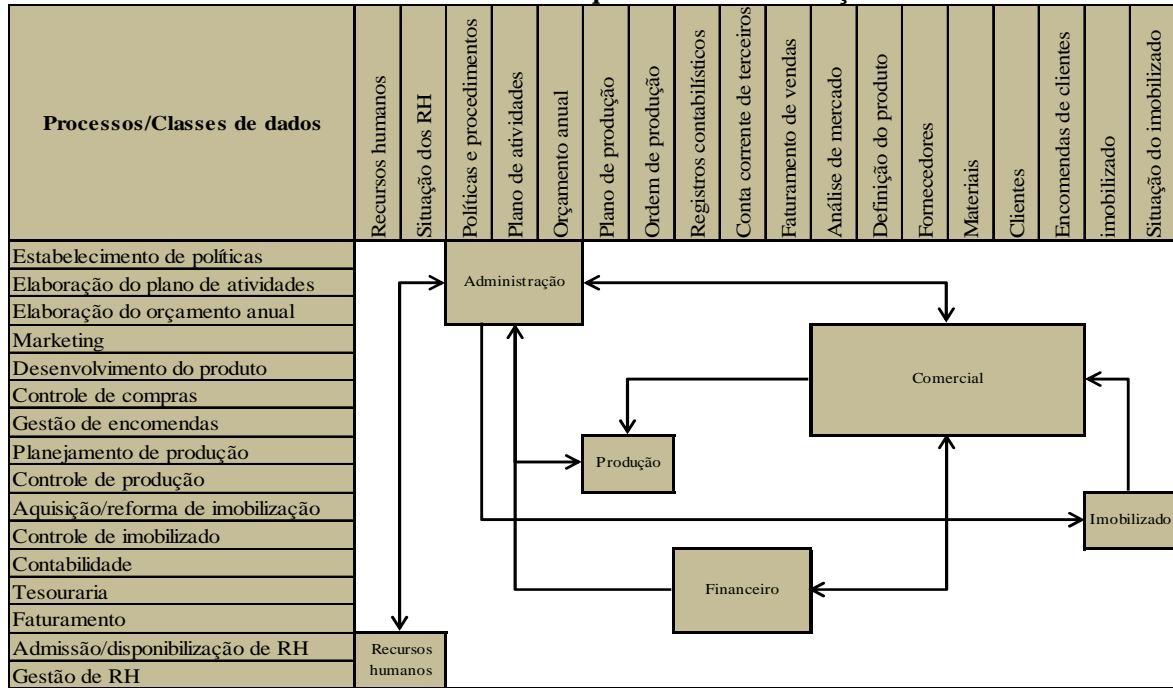 Processos/Classes de dados
Recursos humanos
Situação dos RH
Políticas e procedimentos
Plano de atividades
Orçamento anual
Plano de produção
Ordem de produção
Registros contabilísticos
Conta corrente de terceiros
Faturamento de vendas
Análise de mercado
Definição do produto
Fornecedores
Materiais
Clientes
Encomendas de clientes
imobilizado
Situação do imobilizado
Estabelecimento de políticas
Elaboração do plano de atividades
Elaboração do orçamento anual
Marketing
Desenvolvimento do produto
Controle de compras
Gestão de encomendas
Planejamento de produção
Controle de produção
Aquisição/reforma de imobilização
Controle de imobilizado
Contabilidade
Tesouraria
Faturamento
Admissão/disponibilização de RH
Gestão de RH
Administração
Comercial
Produção
Imobilizado
Financeiro
Recursos
humanos